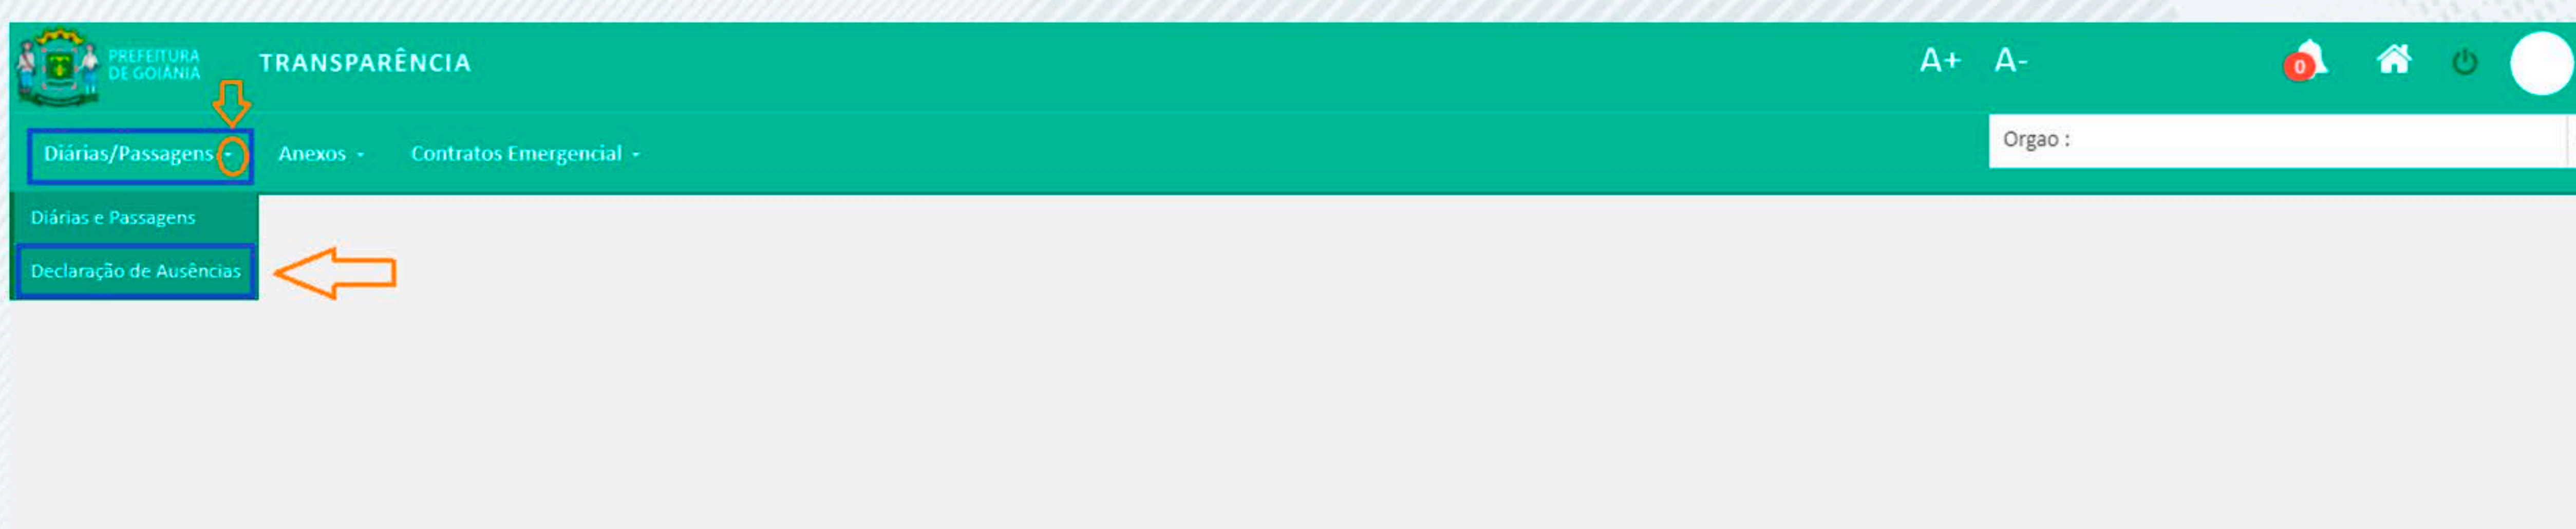 PREFEITURA
DE GOIÂNIA
TRANSPARÊNCIA
A+ A-
0
Diárias/Passagens
Anexos
Contratos Emergencial
Orgao :
Diárias e Passagens
Declaração de Ausências